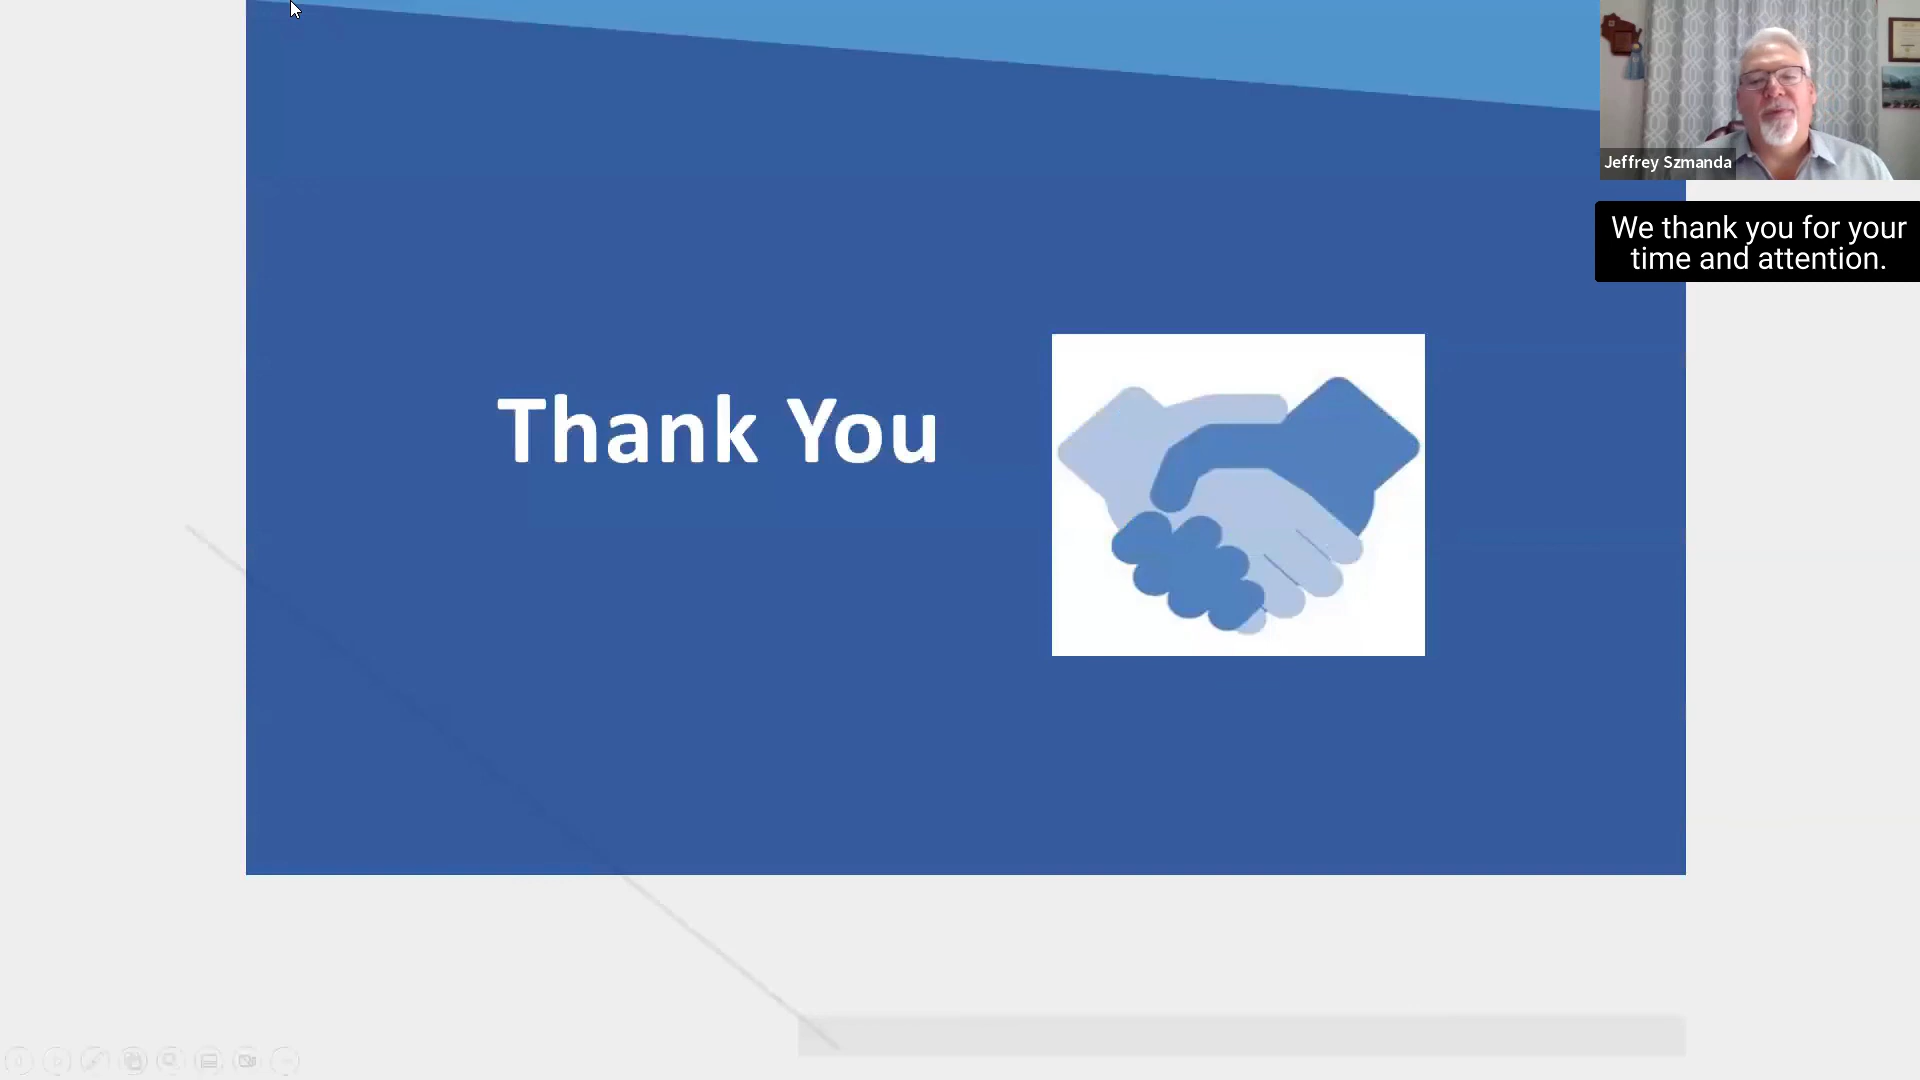 Jeffrey Szmanda
We thank you for your
time and attention.
Thank You